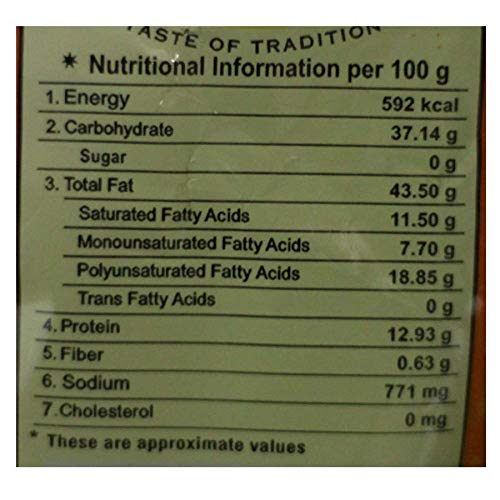 TASTE OF TRADITION
* Nutritional Information per 100 g
1. Energy 592 kcal
2. Carbohydrate 37.14 g
Sugar 0 g
3. Total Fat 43.50 g
Saturated Fatty Acids 11.50 g
Monounsaturated Fatty Acids 7.70 g
Polyunsaturated Fatty Acids 18.85 g
Trans Fatty Acids 0 g
4. Protein 12.93 g
5. Fiber 0.63 g
6. Sodium 771 mg
7. Cholesterol 0 mg
* These are approximate values